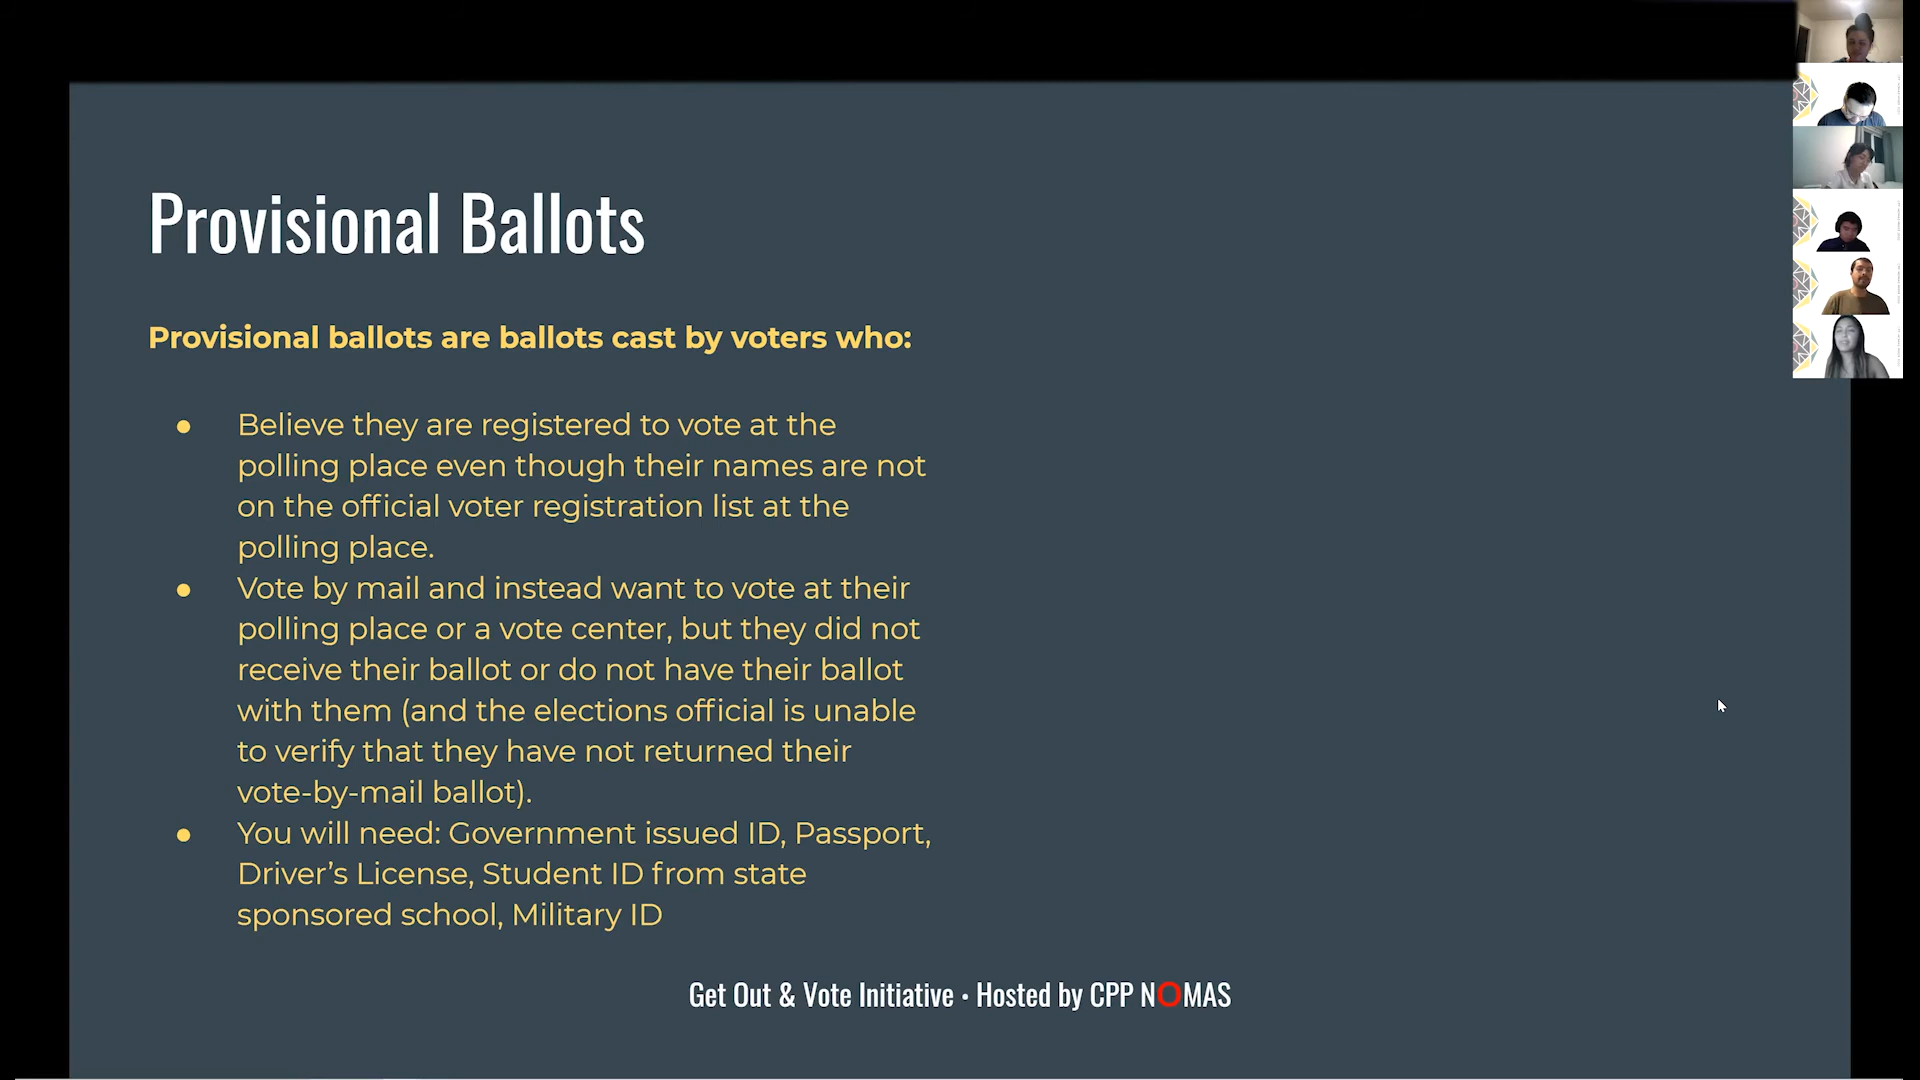 Provisional Ballots
Provisional ballots are ballots cast by voters who:
● Believe they are registered to vote at the
polling place even though their names are not
on the official voter registration list at the
polling place.
● Vote by mail and instead want to vote at their
polling place or a vote center, but they did not
receive their ballot or do not have their ballot
with them (and the elections official is unable
to verify that they have not returned their
vote-by-mail ballot).
● You will need: Government issued ID, Passport,
Driver’s License, Student ID from state
sponsored school, Military ID
Get Out & Vote Initiative · Hosted by CPP NOMAS